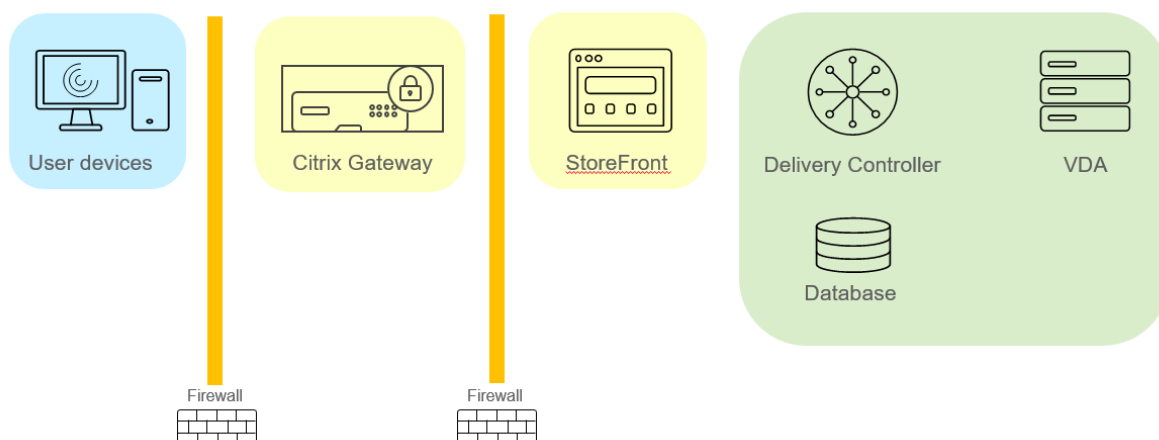 User devices
Citrix Gateway
StoreFront
Delivery Controller
VDA
Database
Firewall
Firewall